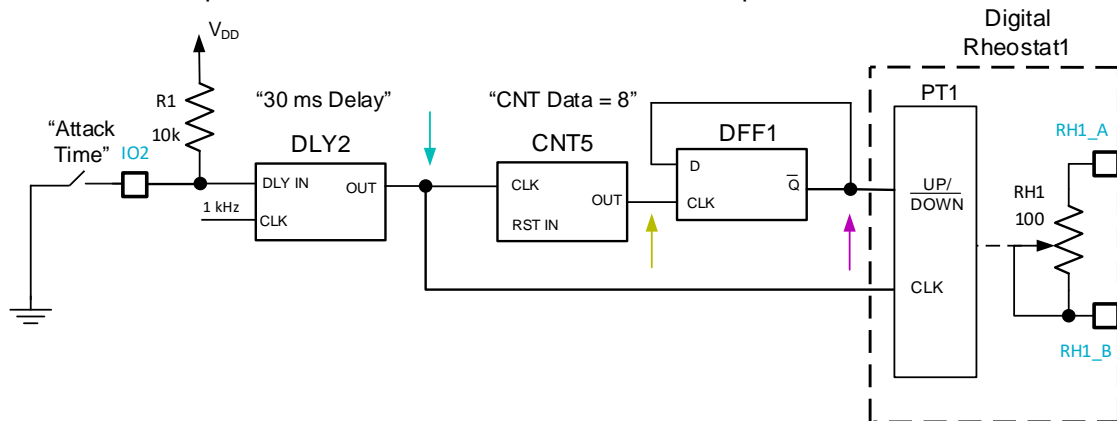 Digital
Rheostat1
V_DD
R1
10k
"30 ms Delay"
"CNT Data = 8"
PT1
"Attack
Time"
IO2
DLY2
CNT5
DFF1
RH1_A
DLY IN
OUT
CLK
1 kHz
CLK
OUT
RST IN
D
Q
CLK
UP/
DOWN
CLK
RH1
100
RH1_B